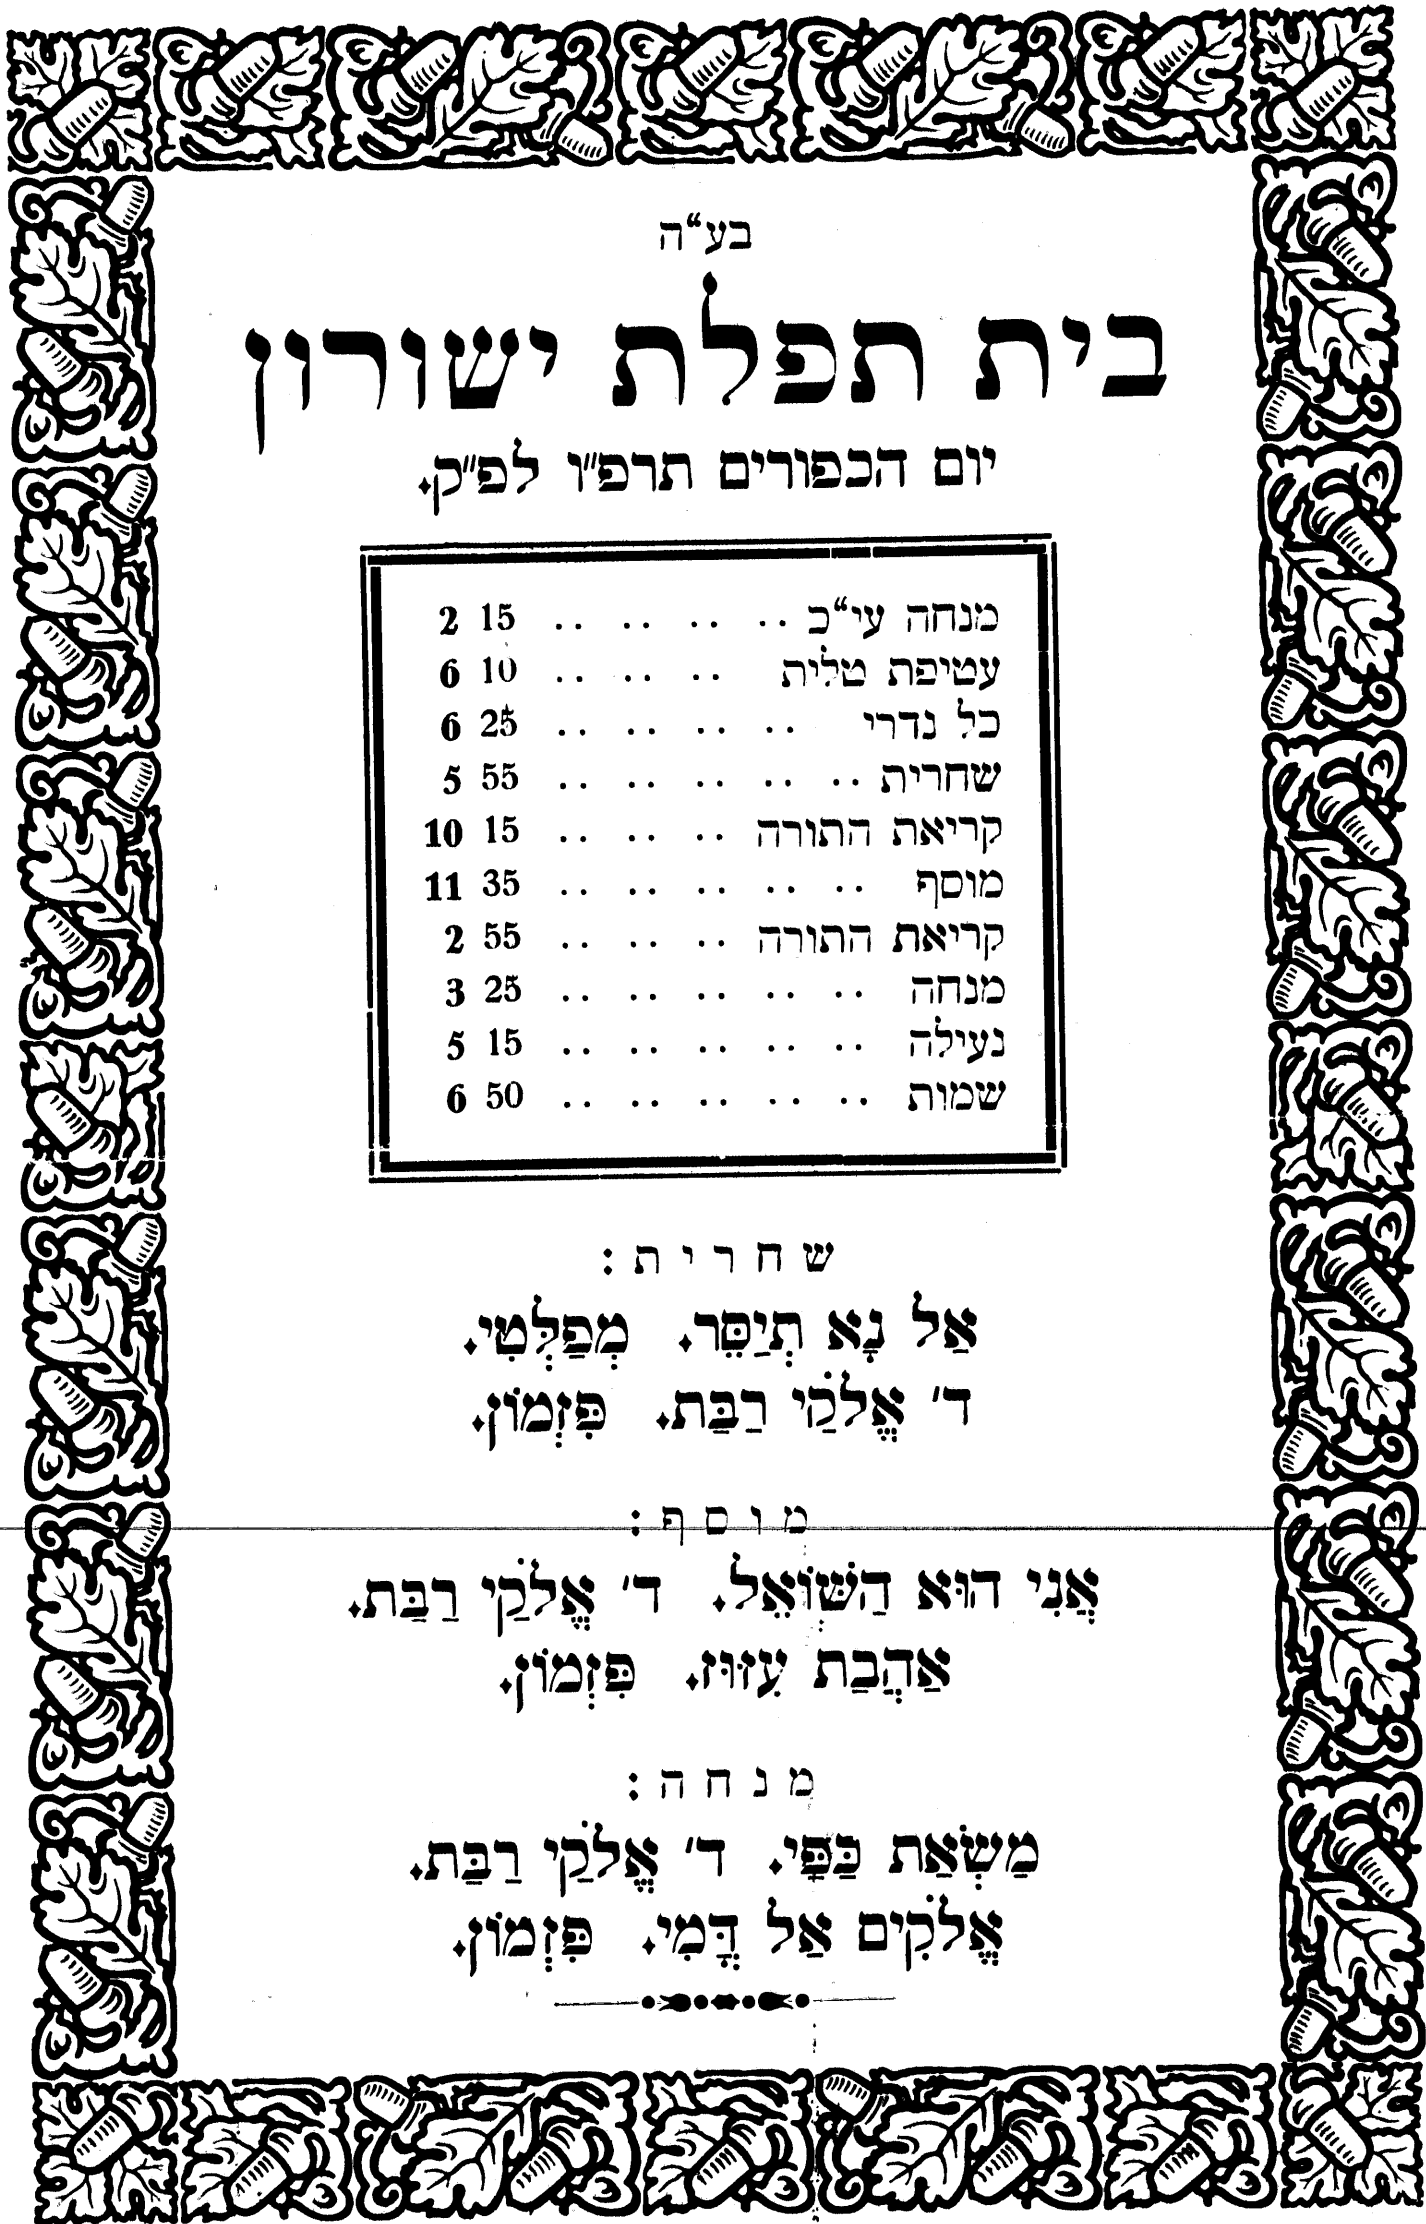 בע״ה
בית תפלת ישורון
יום הכפורים תרפ״ו לפ״ק.
מנחה עי״כ .. .. .. .. 2 15
עטיפת טלית .. .. .. 6 10
כל נדרי .. .. .. .. 6 25
שחרית .. .. .. .. .. 5 55
קריאת התורה .. .. .. 10 15
מוסף .. .. .. .. .. 11 35
קריאת התורה .. .. .. 2 55
מנחה .. .. .. .. .. 3 25
נעילה .. .. .. .. .. 5 15
שמות .. .. .. .. .. 6 50
שחרית:
אַל נָא תְיַסֵּר. מְפַלְּטִי.
ד׳ אֱלֹקַי רַבַּת. פִּזְמוֹן.
מוסף:
אֲנִי הוּא הַשּׁוֹאֵל. ד׳ אֱלֹקַי רַבַּת.
אַהֲבַת עִזּוּז. פִּזְמוֹן.
מנחה:
מַשְׂאַת כַּפָּי. ד׳ אֱלֹקַי רַבַּת.
אֱלֹקִים אַל דֳּמִי. פִּזְמוֹן.